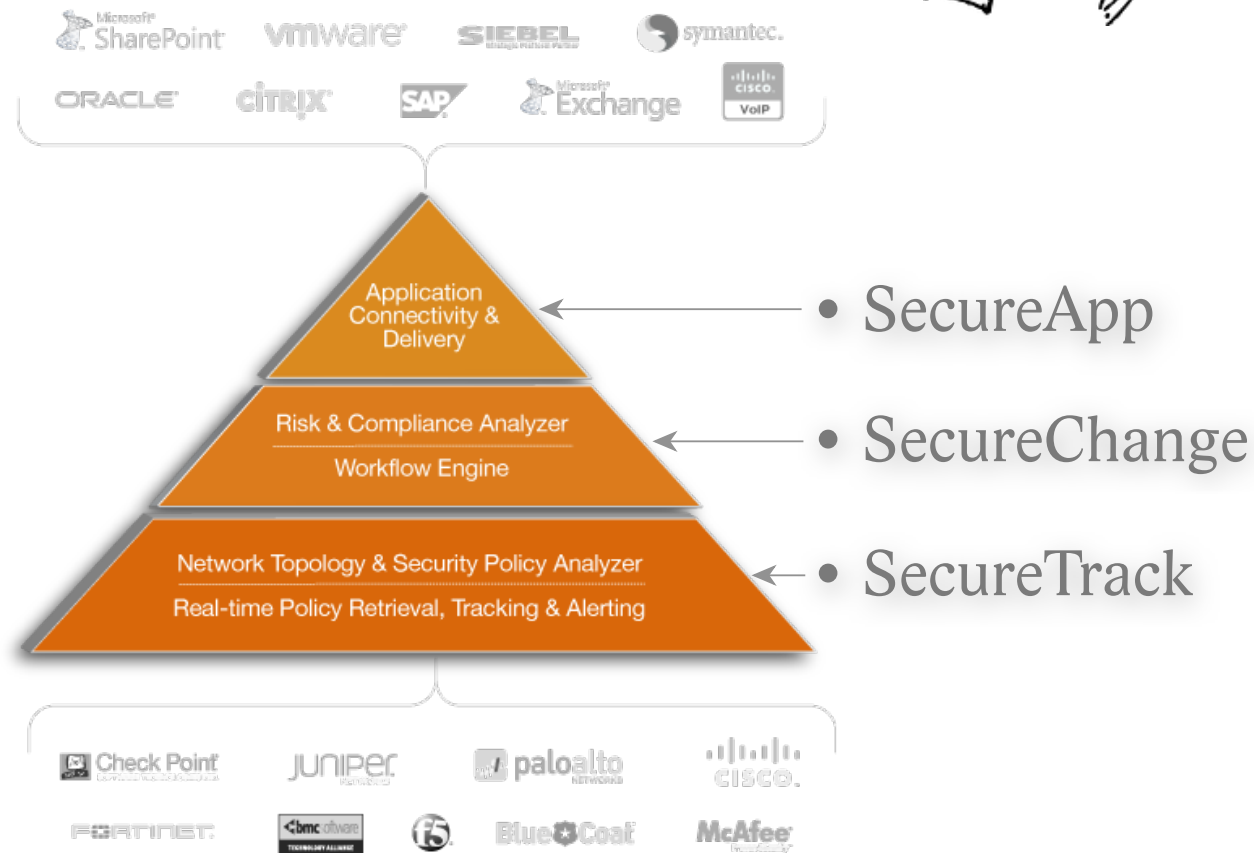 Microsoft®
SharePoint
vmware®
SIEBEL
symantec.
ORACLE®
CITRIX®
SAP
Microsoft®
Exchange
CISCO.
VoIP
Application
Connectivity &
Delivery
• SecureApp
Risk & Compliance Analyzer
Workflow Engine
• SecureChange
Network Topology & Security Policy Analyzer
Real-time Policy Retrieval, Tracking & Alerting
• SecureTrack
Check Point
JUNIPER
paloalto
NETWORKS
CISCO.
FORTINET.
bmc software
TECHNOLOGY ALLIANCE
f5
Blue Coat
McAfee®